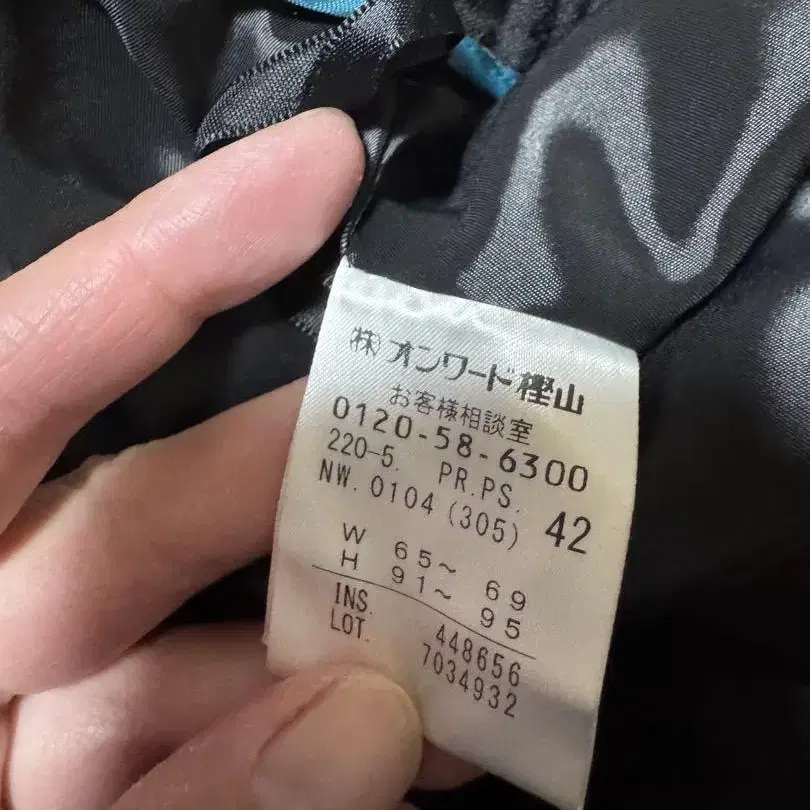 ㈱オンワード樫山
お客様相談室
0120-58-6300
220-5. PR.PS.
NW. 0104 (305) 42
W 65～ 69
H 91～ 95
INS. 448656
LOT. 7034932